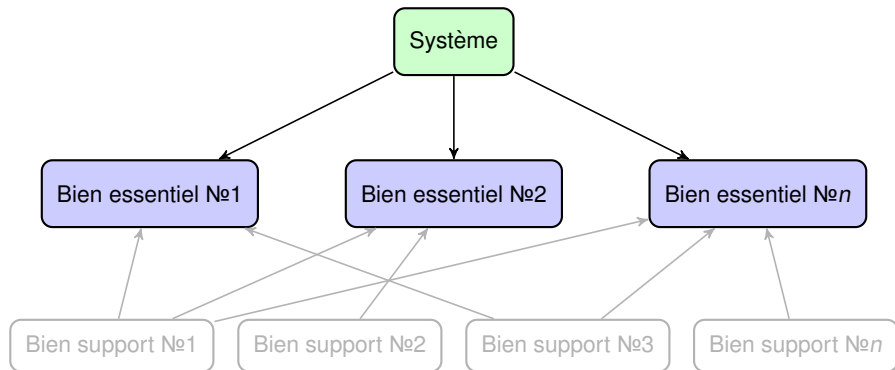 Système
Bien essentiel №1
Bien essentiel №2
Bien essentiel №n
Bien support №1
Bien support №2
Bien support №3
Bien support №n